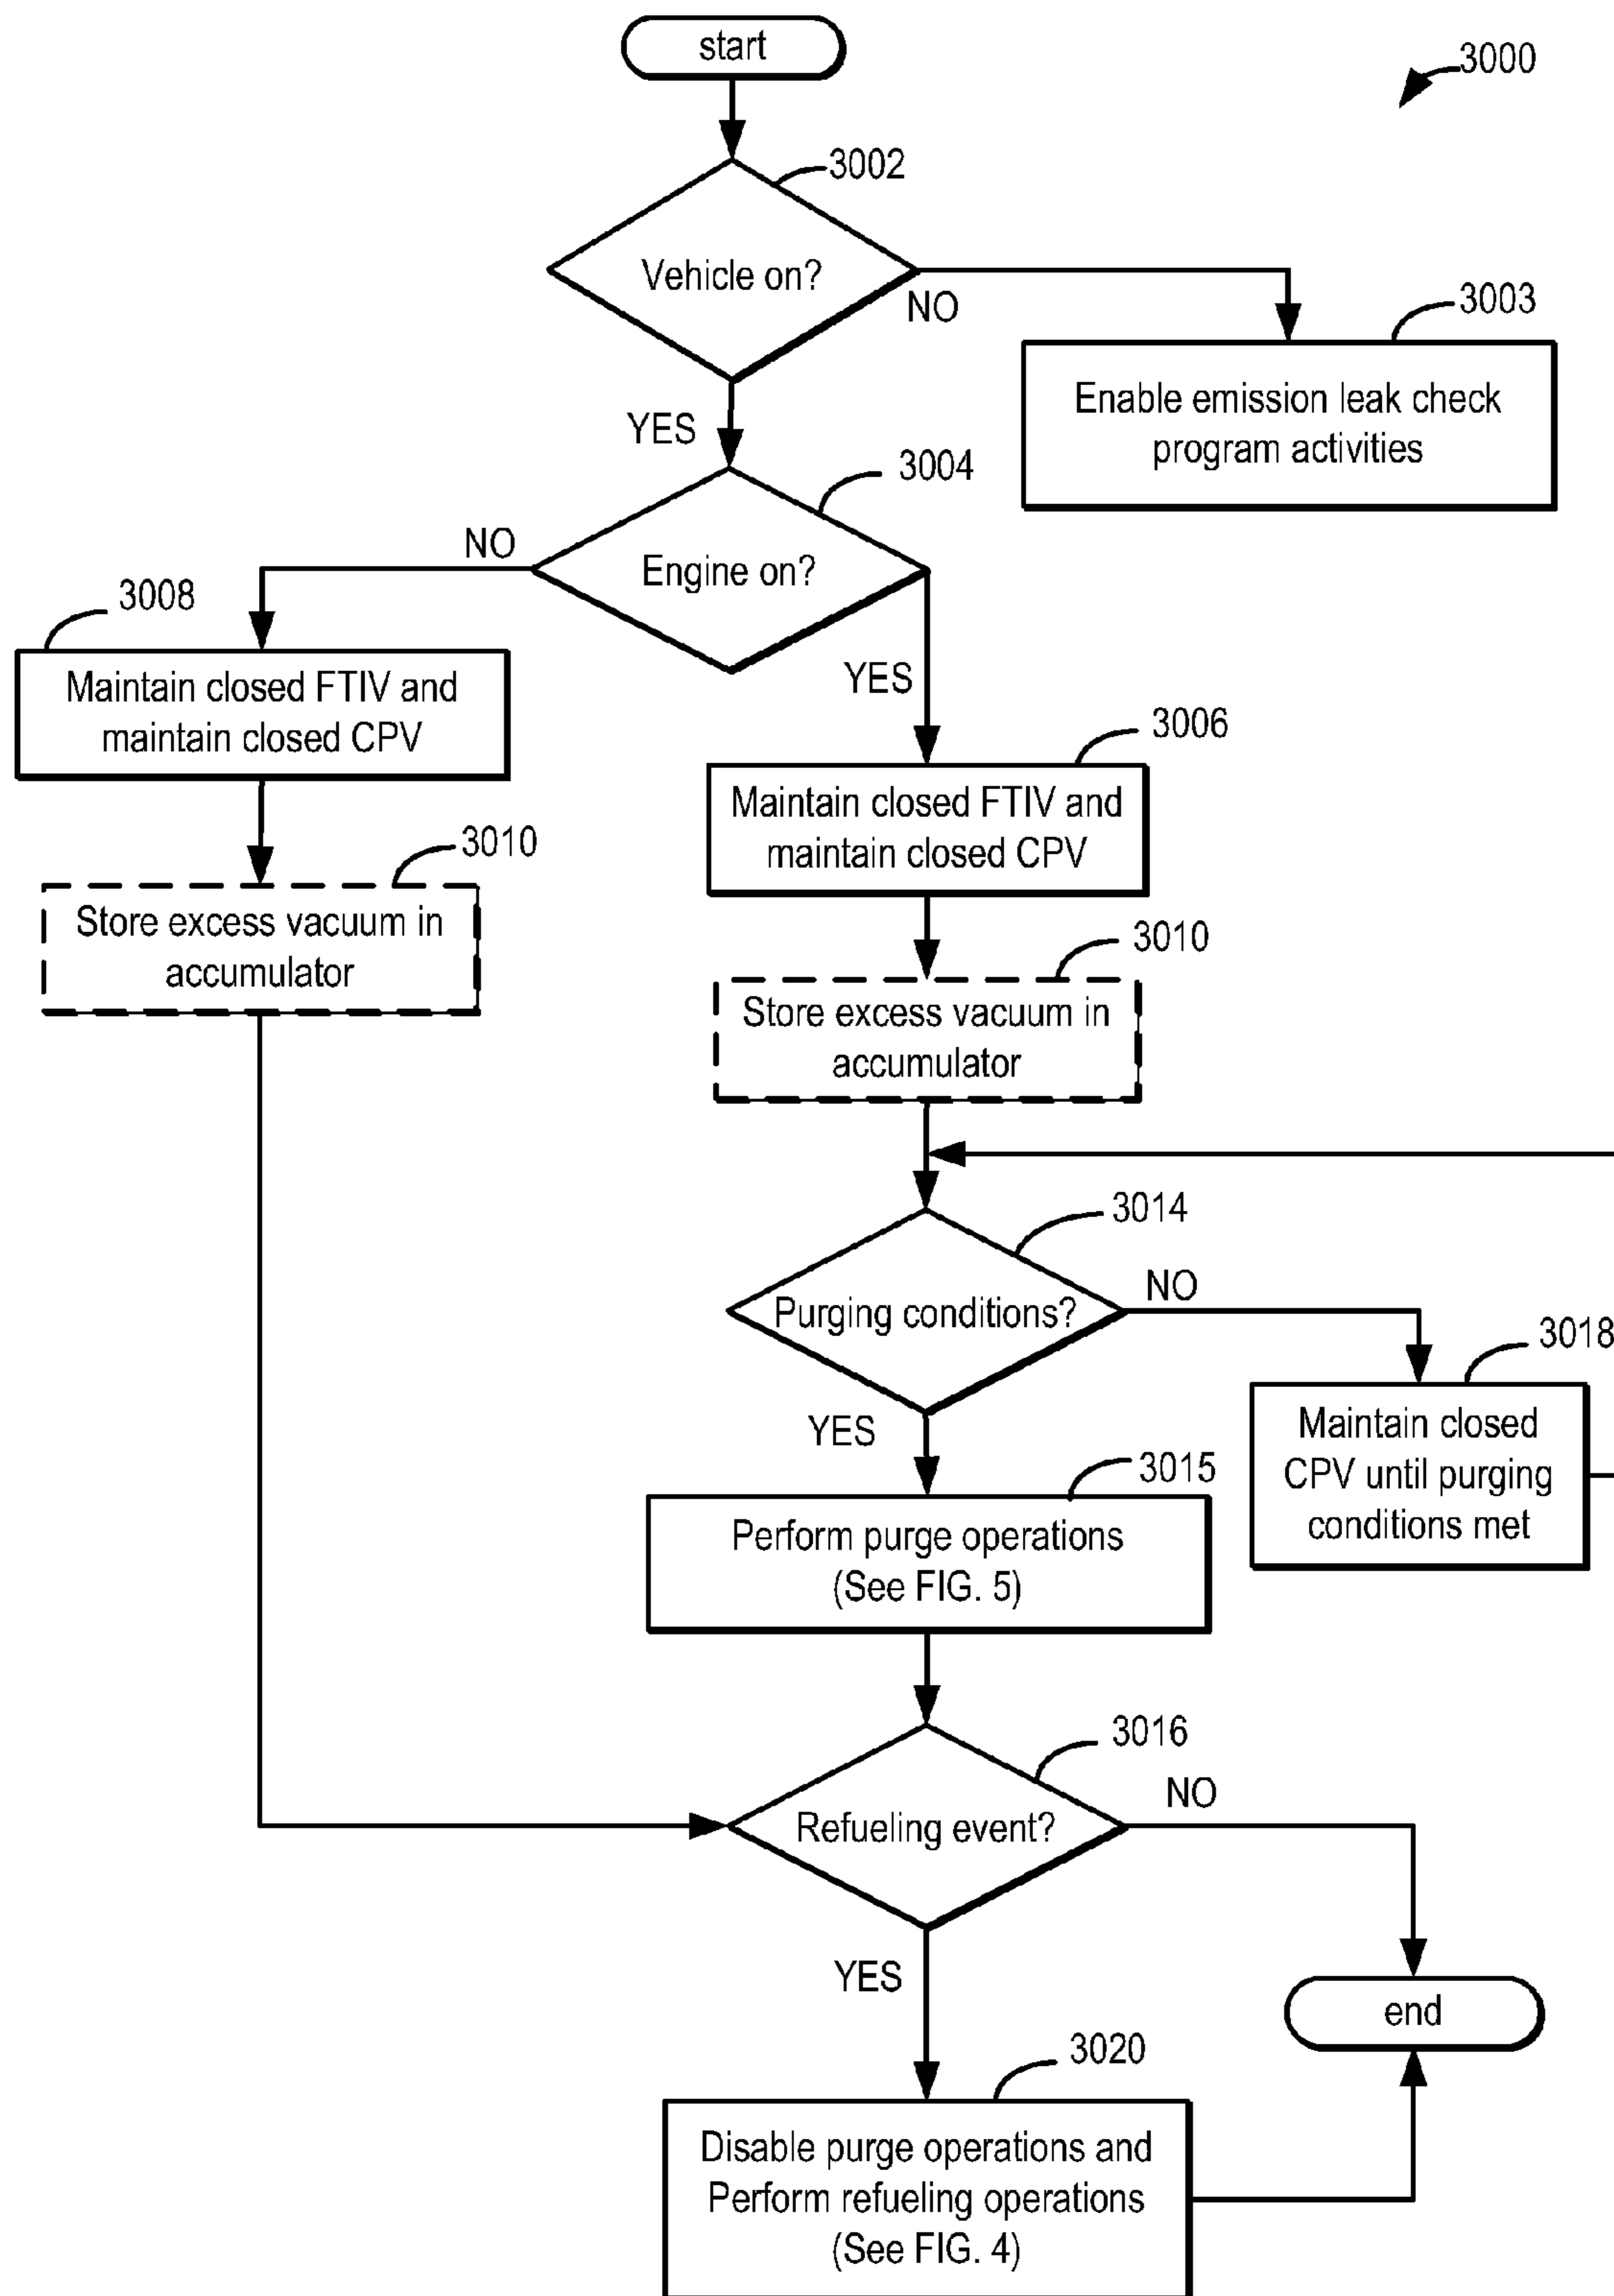 start
3000
3002
Vehicle on?
NO
3003
Enable emission leak check
program activities
YES
3004
Engine on?
NO
3008
Maintain closed FTIV and
maintain closed CPV
YES
3006
Maintain closed FTIV and
maintain closed CPV
3010
Store excess vacuum in
accumulator
3010
Store excess vacuum in
accumulator
3014
Purging conditions?
NO
3018
Maintain closed
CPV until purging
conditions met
YES
3015
Perform purge operations
(See FIG. 5)
3016
Refueling event?
NO
YES
end
3020
Disable purge operations and
Perform refueling operations
(See FIG. 4)